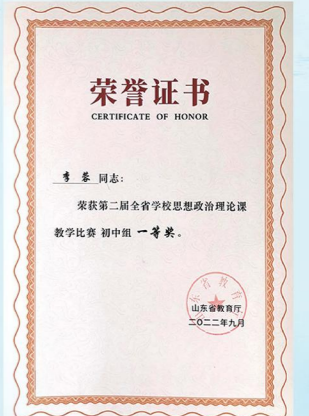 荣誉证书
CERTIFICATE OF HONOR
李蓉 同志：
荣获第二届全省学校思想政治理论课
教学比赛 初中组 一等奖。
山东省教育厅
二〇二二年九月